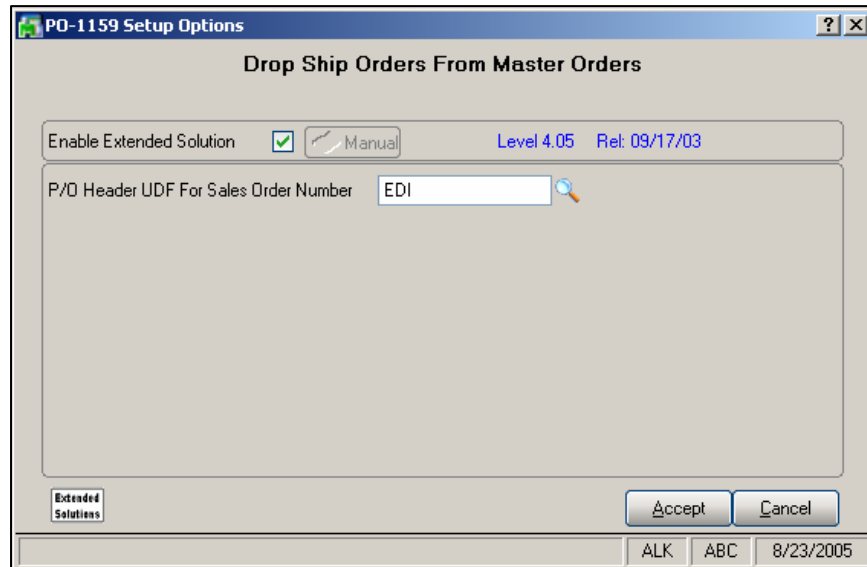 PO-1159 Setup Options
Drop Ship Orders From Master Orders
Enable Extended Solution Manual Level 4.05 Rel: 09/17/03
P/O Header UDF For Sales Order Number EDI
Extended
Solutions
Accept Cancel
ALK ABC 8/23/2005